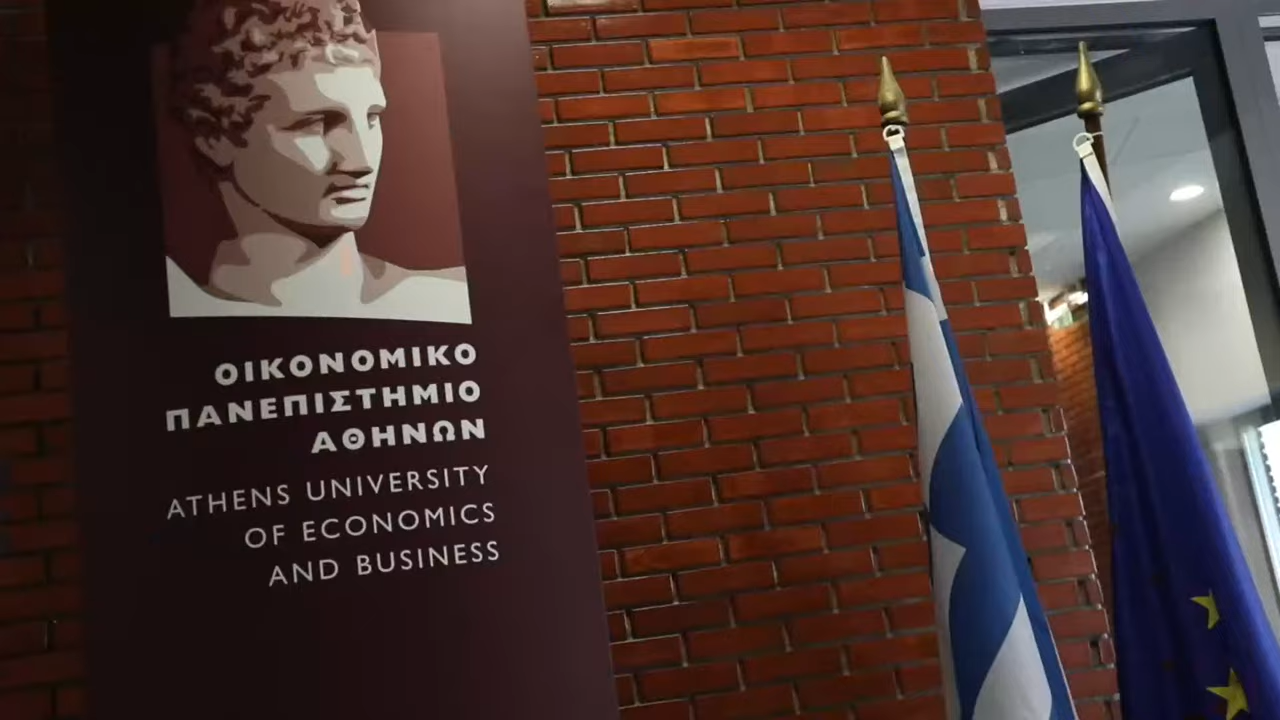 ΟΙΚΟΝΟΜΙΚΟ
ΠΑΝΕΠΙΣΤΗΜΙΟ
ΑΘΗΝΩΝ
ATHENS UNIVERSITY
OF ECONOMICS
AND BUSINESS